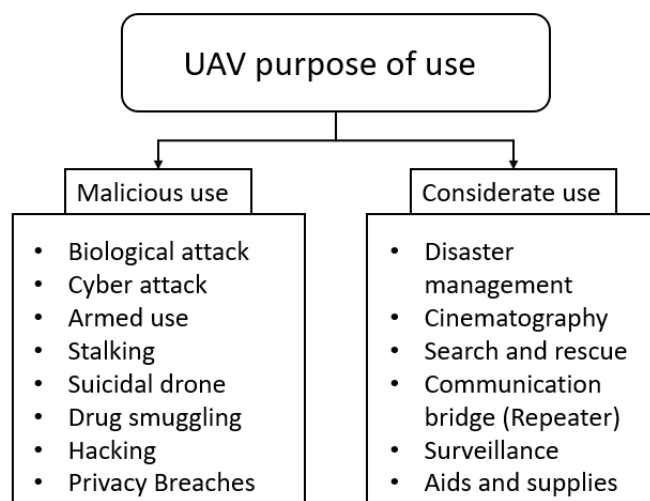 UAV purpose of use
Malicious use
• Biological attack
• Cyber attack
• Armed use
• Stalking
• Suicidal drone
• Drug smuggling
• Hacking
• Privacy Breaches
Considerate use
• Disaster
management
• Cinematography
• Search and rescue
• Communication
bridge (Repeater)
• Surveillance
• Aids and supplies